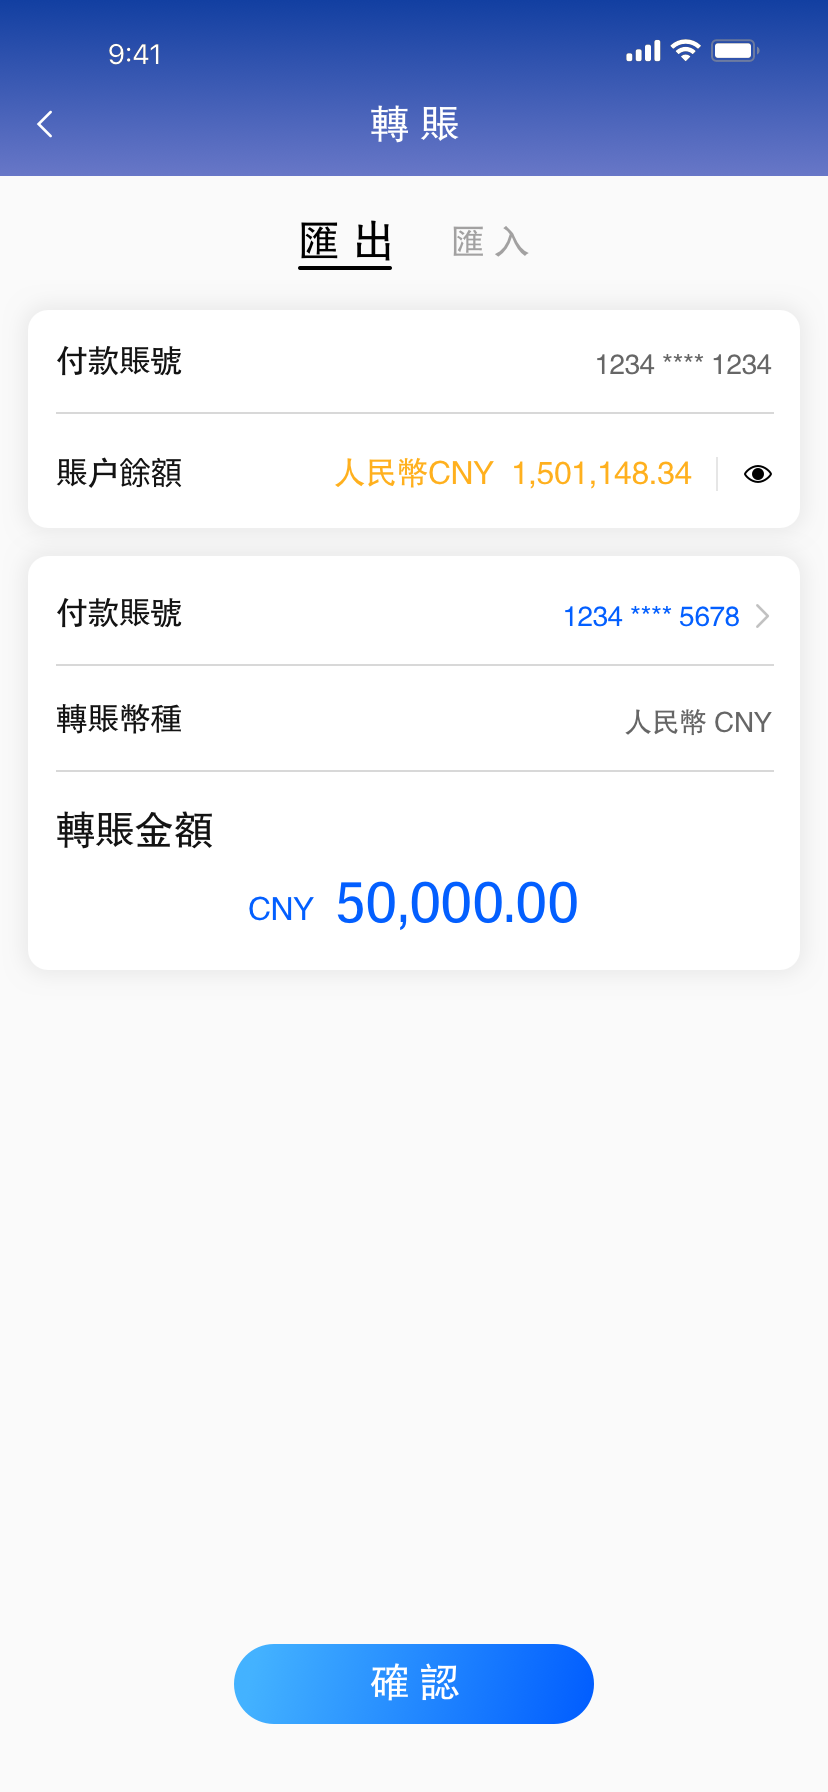 9:41
轉賬
匯出 匯入
付款賬號 1234 **** 1234
賬户餘額 人民幣CNY 1,501,148.34
付款賬號 1234 **** 5678
轉賬幣種 人民幣 CNY
轉賬金額
CNY 50,000.00
確認